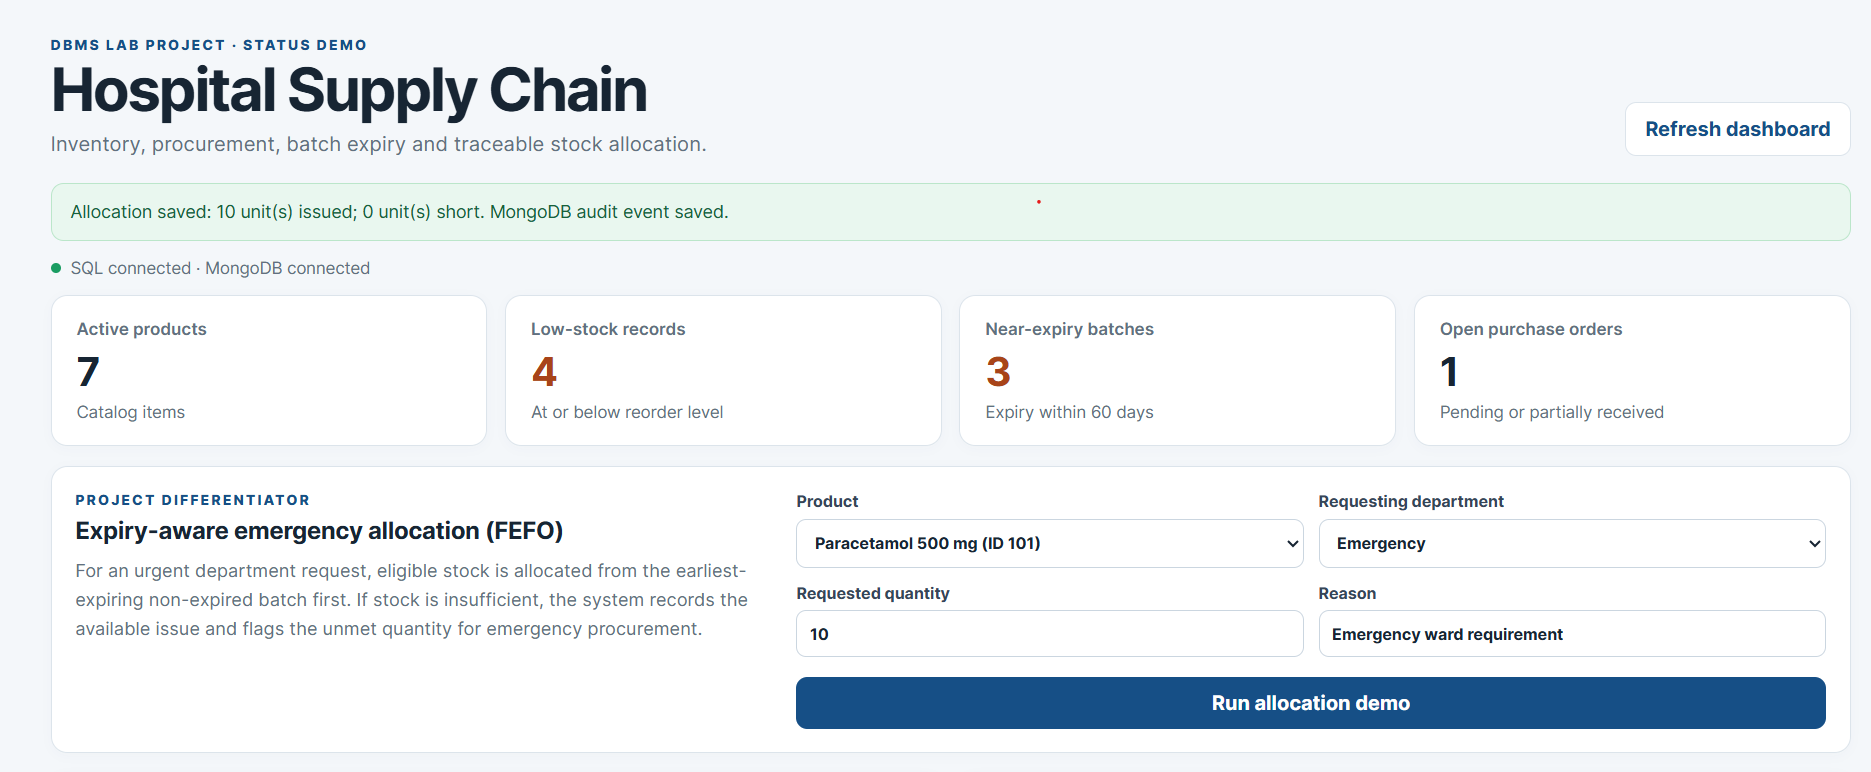 DBMS LAB PROJECT · STATUS DEMO
Hospital Supply Chain
Inventory, procurement, batch expiry and traceable stock allocation.
Refresh dashboard
Allocation saved: 10 unit(s) issued; 0 unit(s) short. MongoDB audit event saved.
SQL connected · MongoDB connected
Active products
7
Catalog items
Low-stock records
4
At or below reorder level
Near-expiry batches
3
Expiry within 60 days
Open purchase orders
1
Pending or partially received
PROJECT DIFFERENTIATOR
Expiry-aware emergency allocation (FEFO)
For an urgent department request, eligible stock is allocated from the earliest-
expiring non-expired batch first. If stock is insufficient, the system records the
available issue and flags the unmet quantity for emergency procurement.
Product
Paracetamol 500 mg (ID 101)
Requesting department
Emergency
Requested quantity
10
Reason
Emergency ward requirement
Run allocation demo